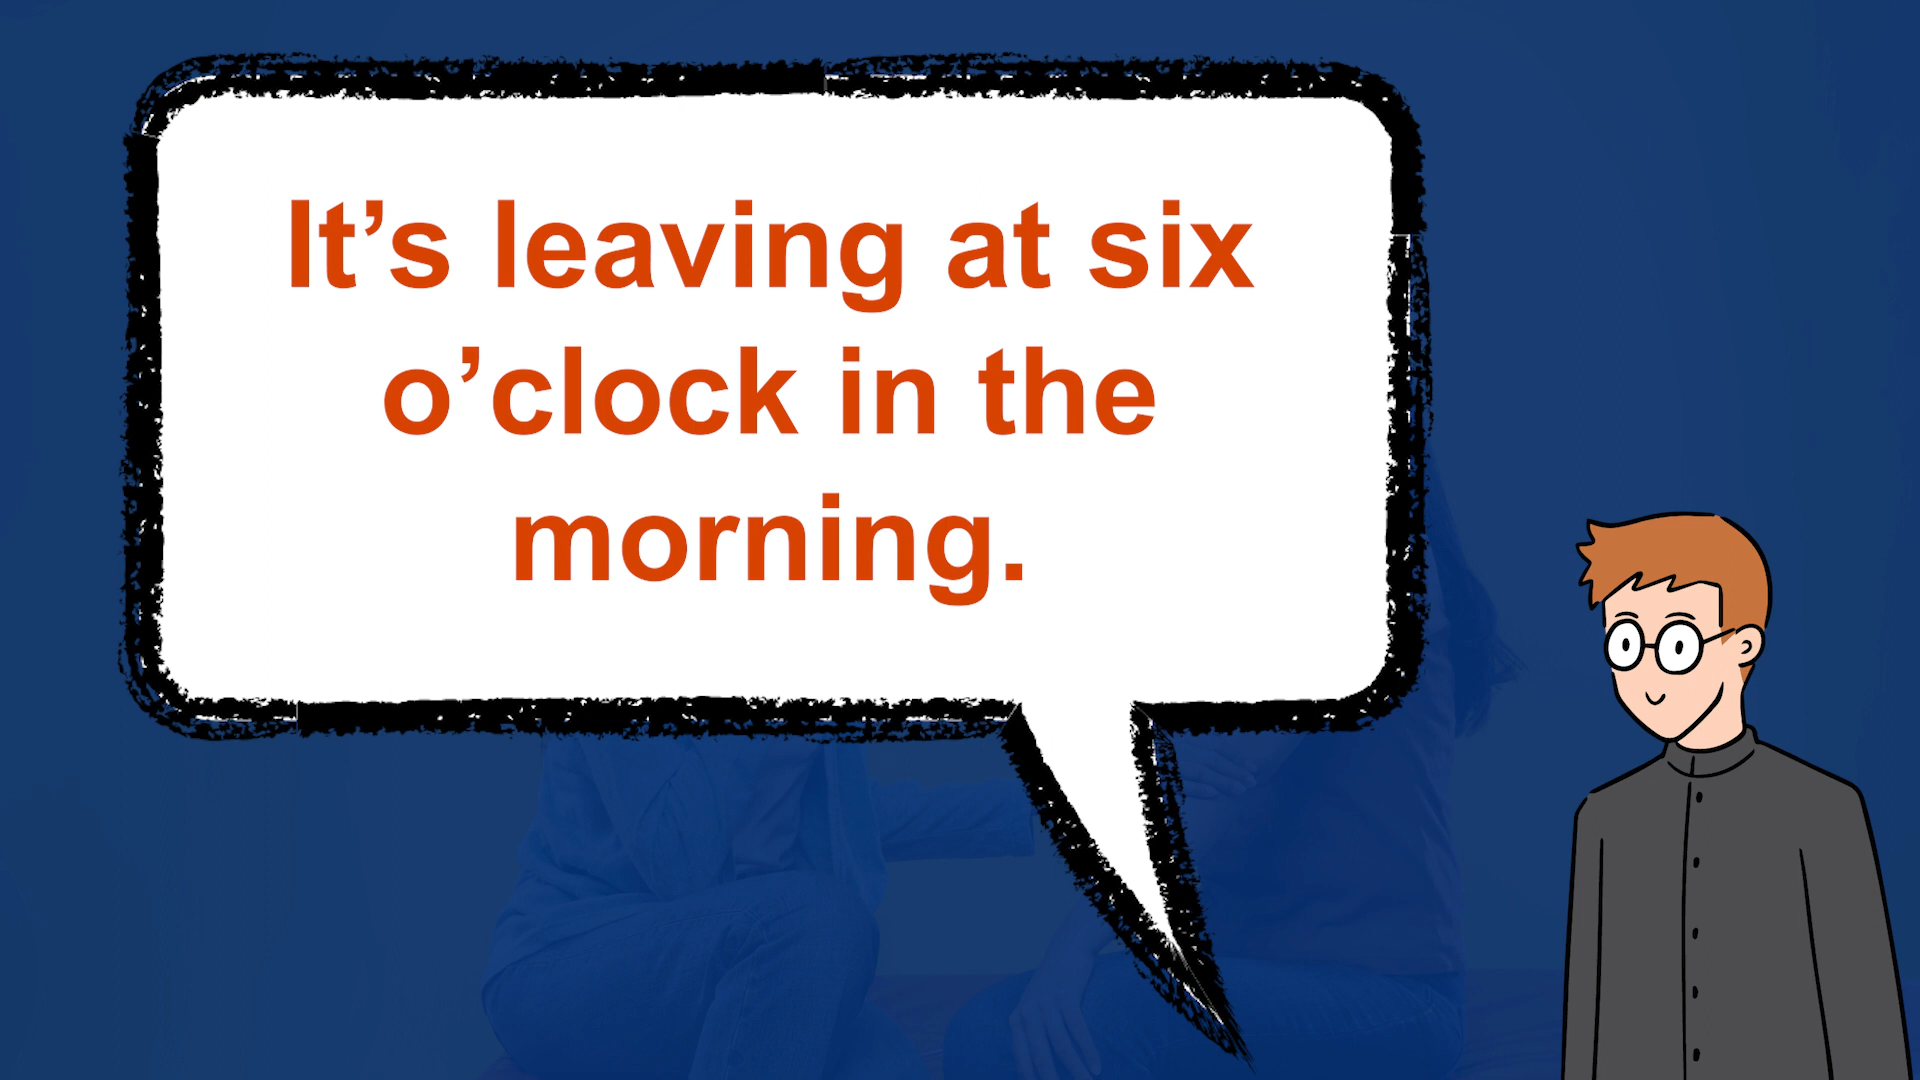 It’s leaving at six
o’clock in the
morning.